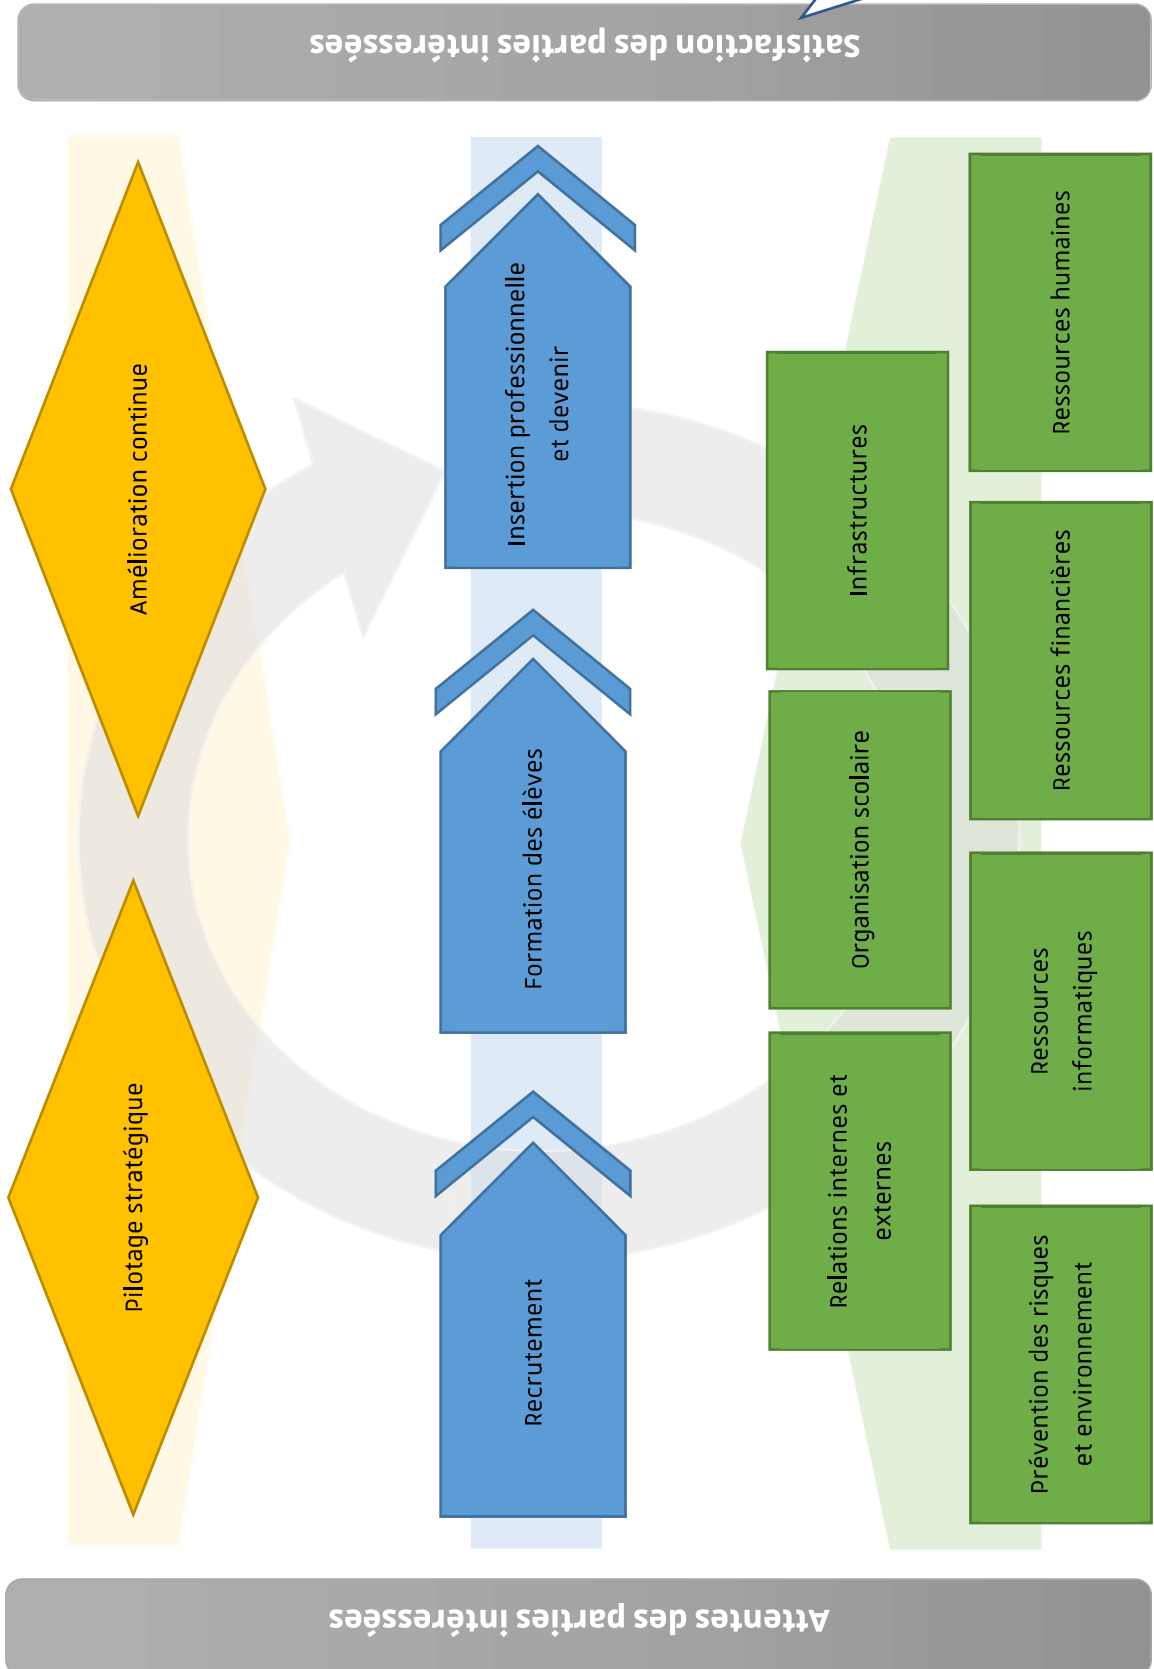 Satisfaction des parties intéressées
Amélioration continue
Pilotage stratégique
Insertion professionnelle
et devenir
Formation des élèves
Recrutement
Infrastructures
Organisation scolaire
Relations internes et
externes
Ressources humaines
Ressources financières
Ressources
informatiques
Prévention des risques
et environnement
Attentes des parties intéressées